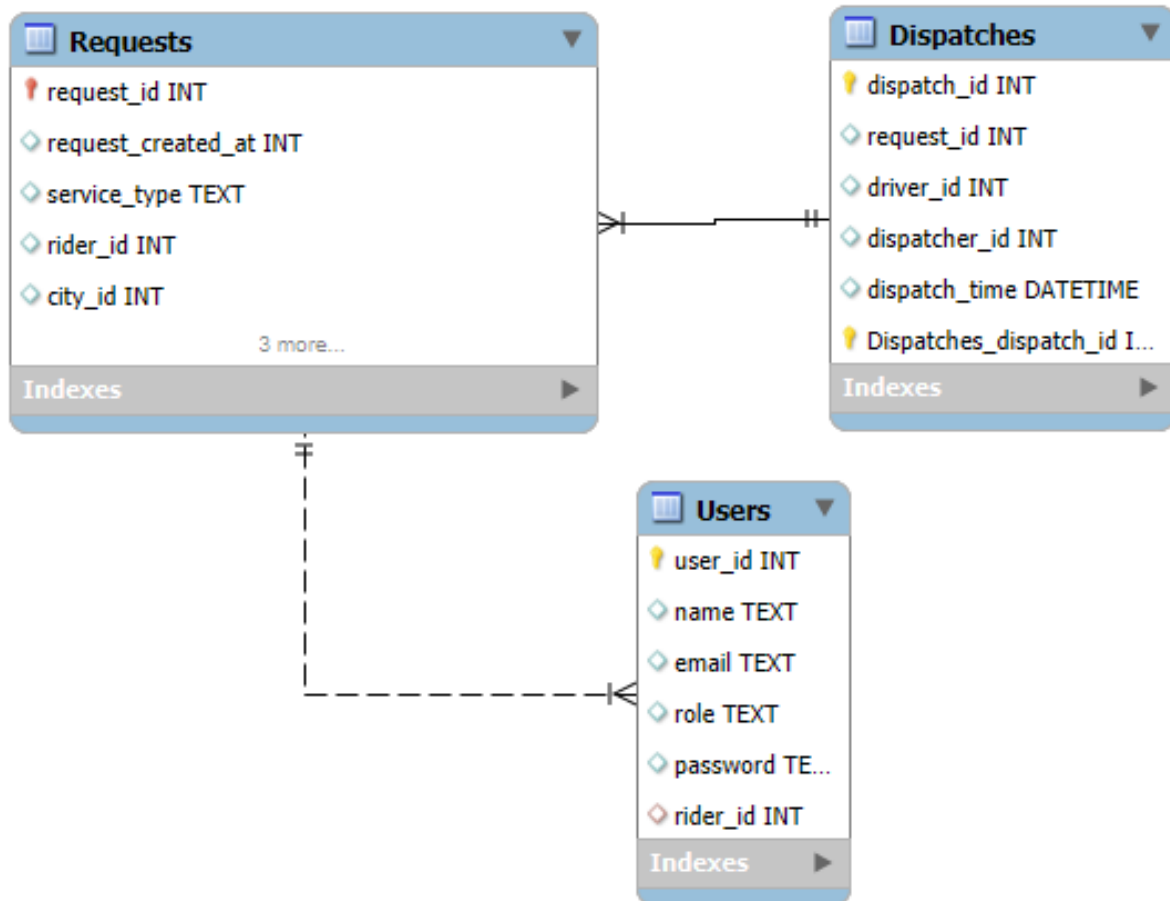 Requests
request_id INT
request_created_at INT
service_type TEXT
rider_id INT
city_id INT
3 more...
Indexes
Dispatches
dispatch_id INT
request_id INT
driver_id INT
dispatcher_id INT
dispatch_time DATETIME
Dispatches_dispatch_id I...
Indexes
Users
user_id INT
name TEXT
email TEXT
role TEXT
password TE...
rider_id INT
Indexes